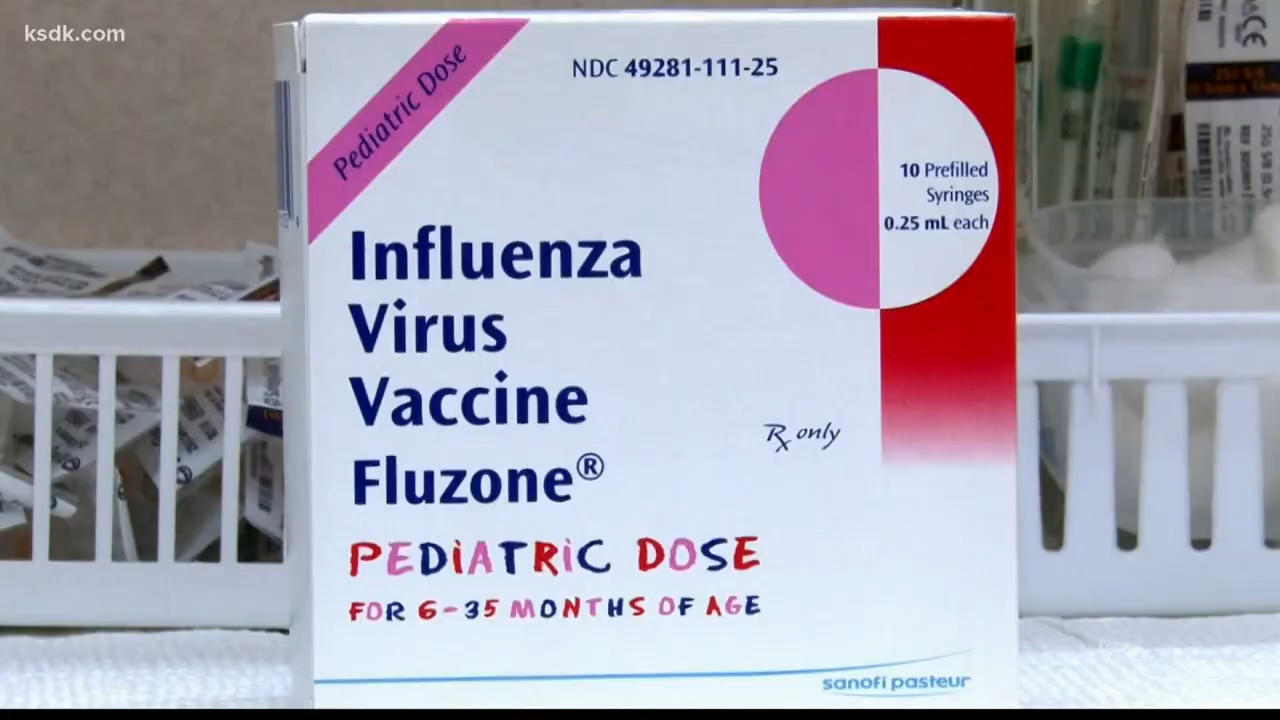 ksdk.com
Pediatric Dose
NDC 49281-111-25
10 Prefilled
Syringes
0.25 mL each
Influenza
Virus
Vaccine
Fluzone®
Rx only
PEDiATRiC DOSE
FOR 6-35 MONTHS OF AGE
sanofi pasteur